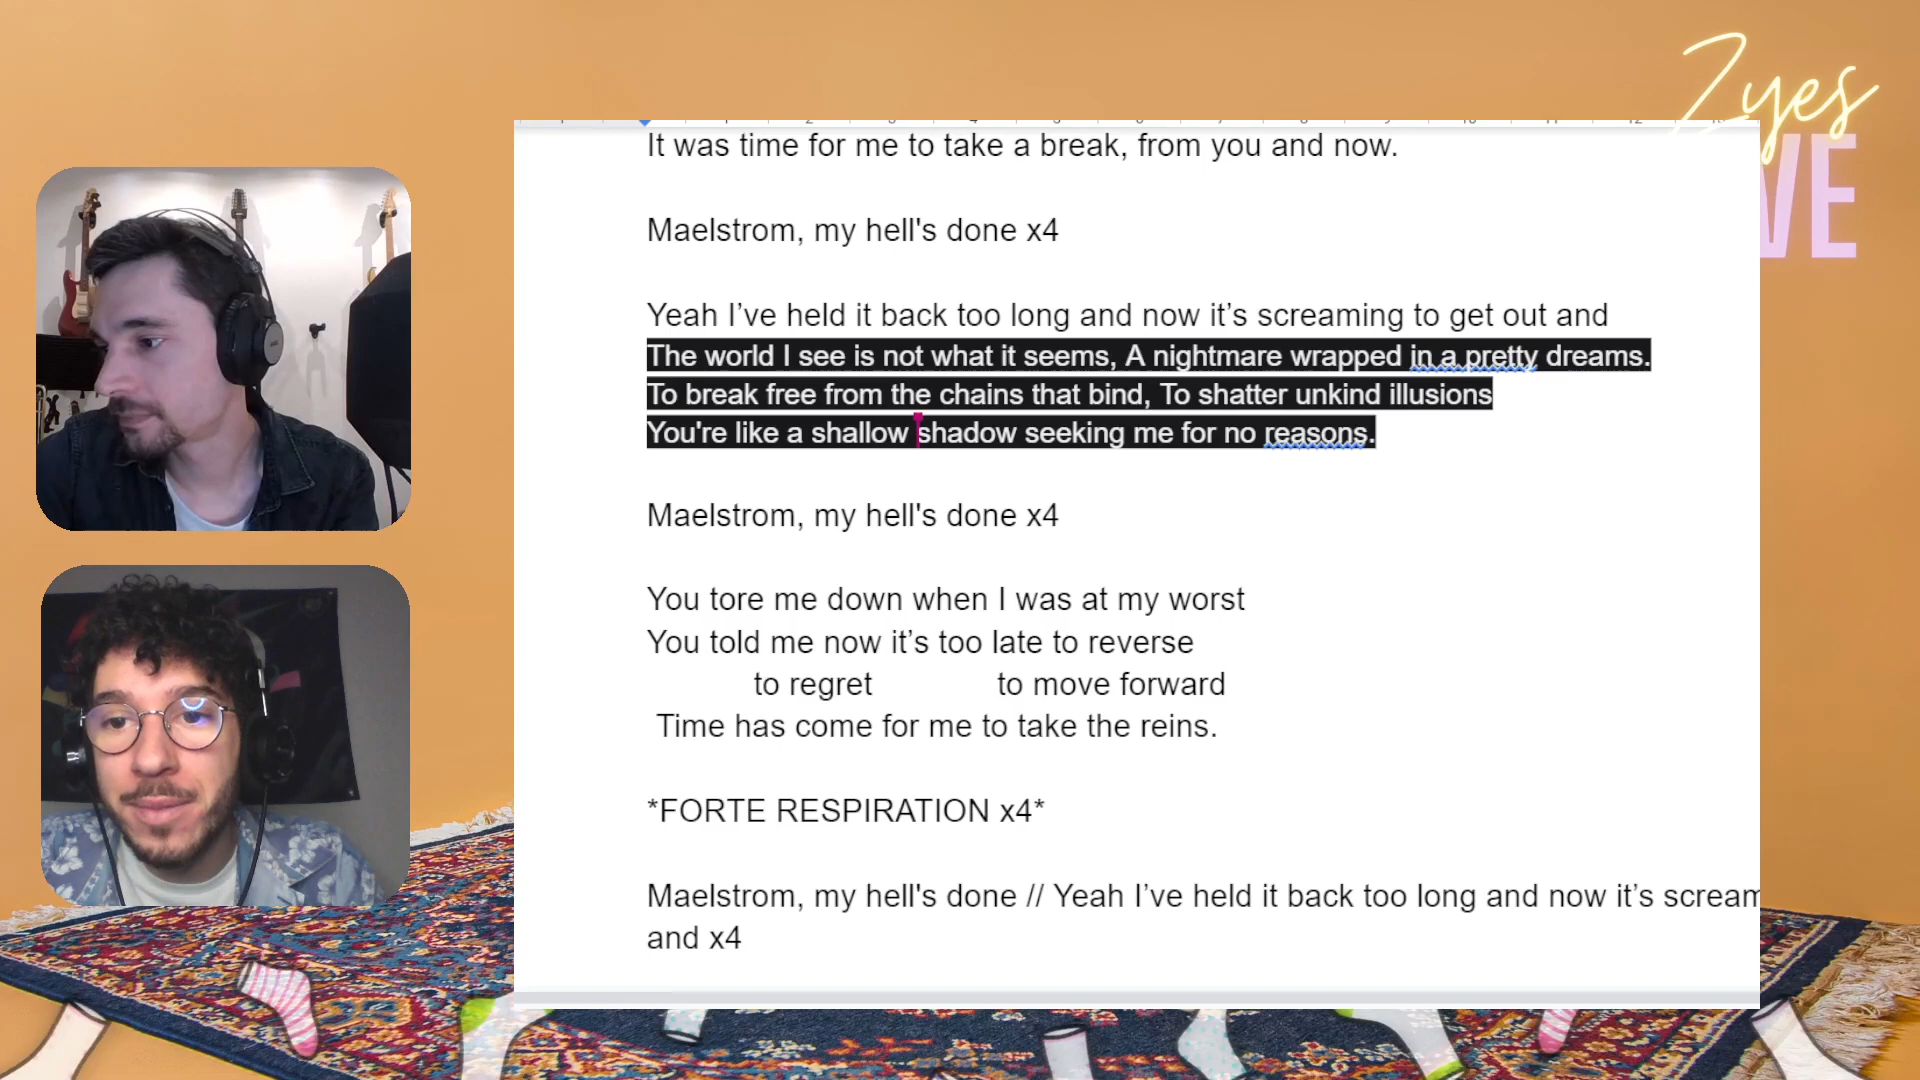 Zyes
VE
It was time for me to take a break, from you and now.
Maelstrom, my hell's done x4
Yeah I’ve held it back too long and now it’s screaming to get out and
The world I see is not what it seems, A nightmare wrapped in a pretty dreams.
To break free from the chains that bind, To shatter unkind illusions
You're like a shallow shadow seeking me for no reasons.
Maelstrom, my hell's done x4
You tore me down when I was at my worst
You told me now it’s too late to reverse
to regret to move forward
Time has come for me to take the reins.
*FORTE RESPIRATION x4*
Maelstrom, my hell's done // Yeah I’ve held it back too long and now it’s scream
and x4